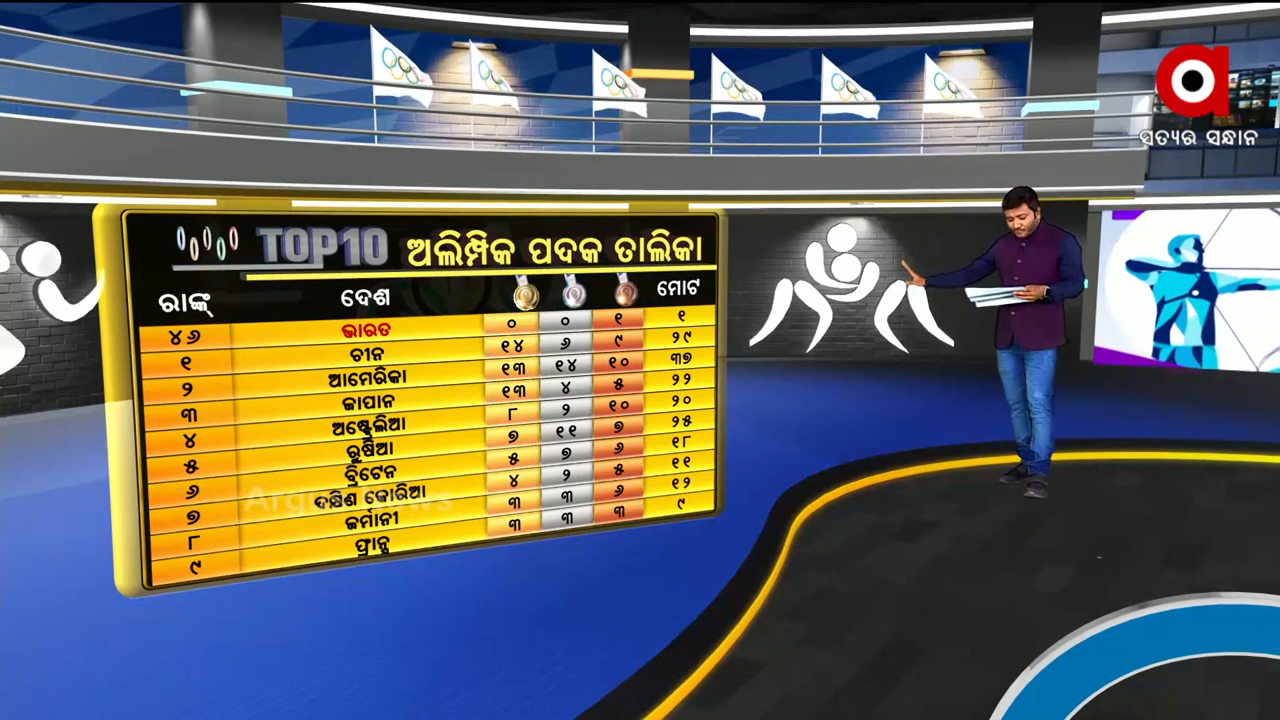 ସତ୍ୟର ସନ୍ଧାନ
TOP10 ଅଲିମ୍ପିକ ପଦକ ତାଲିକା
ରାଙ୍କ୍ ଦେଶ ମୋଟ
୪୬ ଭାରତ ୦ ୦ ୧ ୧
୧ ଚୀନ ୧୪ ୬ ୯ ୨୯
୨ ଆମେରିକା ୧୩ ୧୪ ୧୦ ୩୭
୩ ଜାପାନ ୧୩ ୪ ୫ ୨୨
୪ ଅଷ୍ଟ୍ରେଲିଆ ୮ ୨ ୧୦ ୨୦
୫ ରୁଷିଆ ୭ ୧୧ ୭ ୨୫
୬ ବ୍ରିଟେନ ୫ ୭ ୬ ୧୮
୭ ଦକ୍ଷିଣ କୋରିଆ ୪ ୨ ୫ ୧୧
୮ ଜର୍ମାନୀ ୩ ୩ ୬ ୧୨
୯ ଫ୍ରାନ୍ସ ୩ ୩ ୩ ୯